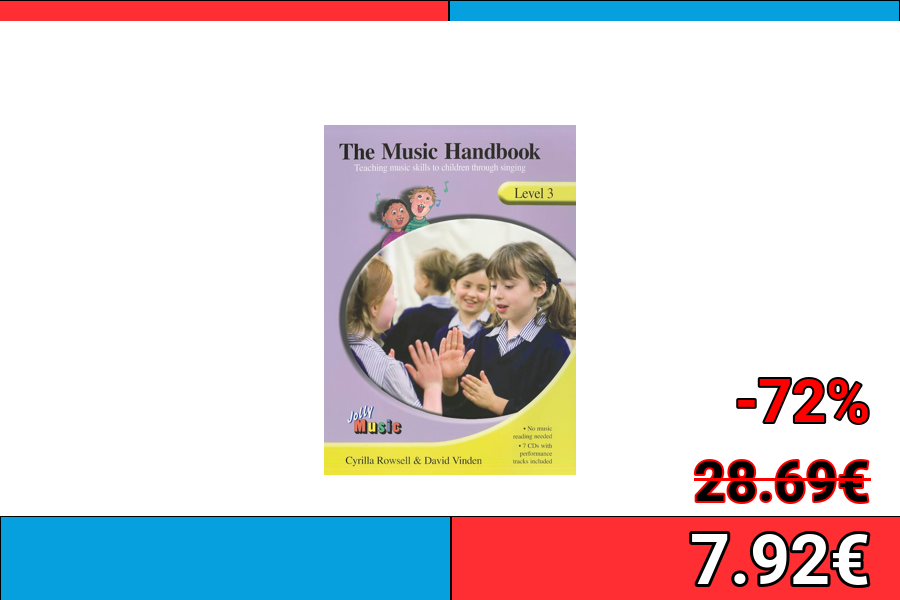 The Music Handbook
Teaching music skills to children through singing
Level 3
Jolly
Music
• No music
reading needed
• 7 CDs with
performance
tracks included
Cyrilla Rowsell & David Vinden
-72%
28.69€
7.92€